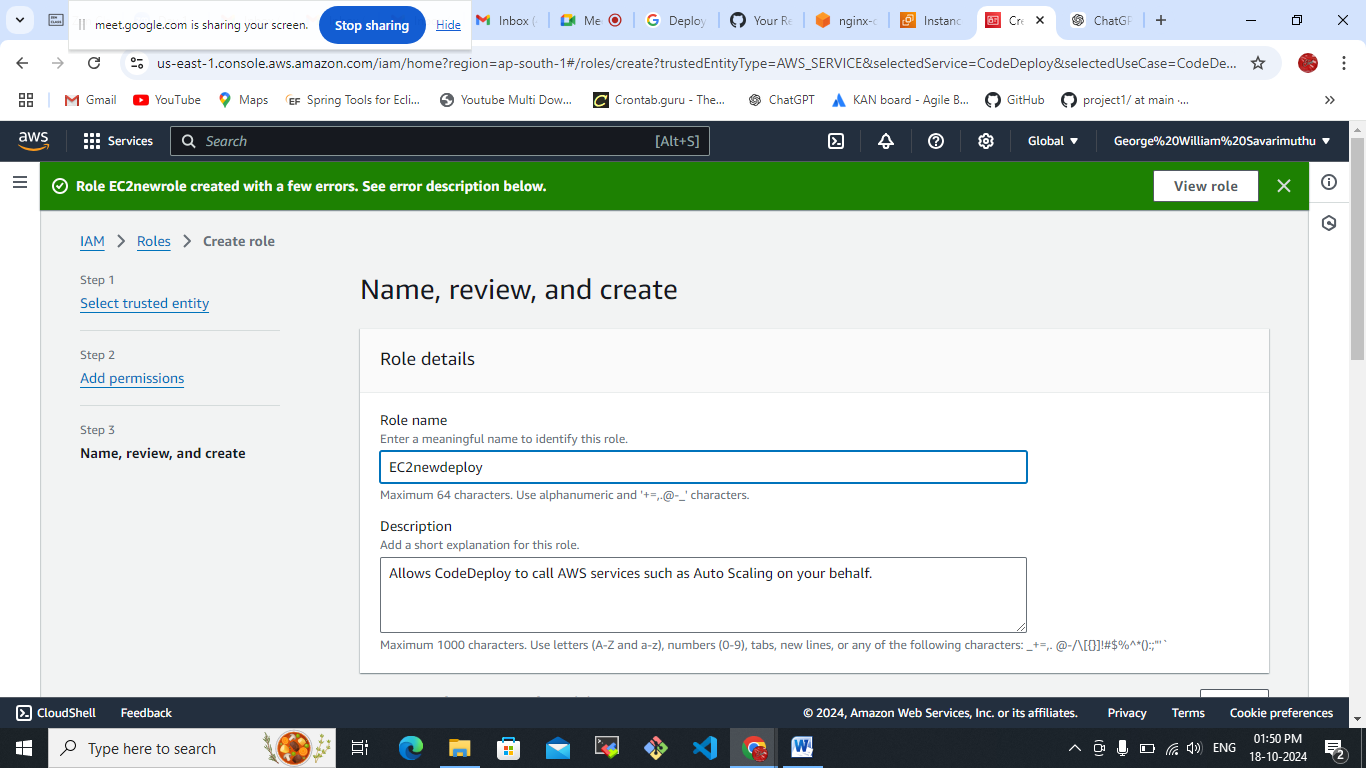 meet.google.com is sharing your screen.
Stop sharing
Hide
Inbox (
Me
Deploy
Your Re
nginx-c
Instanc
Cre
ChatGP
us-east-1.console.aws.amazon.com/iam/home?region=ap-south-1#/roles/create?trustedEntityType=AWS_SERVICE&selectedService=CodeDeploy&selectedUseCase=CodeDe...
Gmail
YouTube
Maps
Spring Tools for Ecli...
Youtube Multi Dow...
Crontab.guru - The...
ChatGPT
KAN board - Agile B...
GitHub
project1/ at main ·...
aws
Services
Search
[Alt+S]
Global
George%20William%20Savarimuthu
Role EC2newrole created with a few errors. See error description below.
View role
IAM
Roles
Create role
Step 1
Select trusted entity
Step 2
Add permissions
Step 3
Name, review, and create
Name, review, and create
Role details
Role name
Enter a meaningful name to identify this role.
EC2newdeploy
Maximum 64 characters. Use alphanumeric and '+=,.@-_' characters.
Description
Add a short explanation for this role.
Allows CodeDeploy to call AWS services such as Auto Scaling on your behalf.
Maximum 1000 characters. Use letters (A-Z and a-z), numbers (0-9), tabs, new lines, or any of the following characters: _+=,. @-/\[{}]!#$%^*();:"'`
CloudShell
Feedback
© 2024, Amazon Web Services, Inc. or its affiliates.
Privacy
Terms
Cookie preferences
Type here to search
ENG
01:50 PM
18-10-2024
2